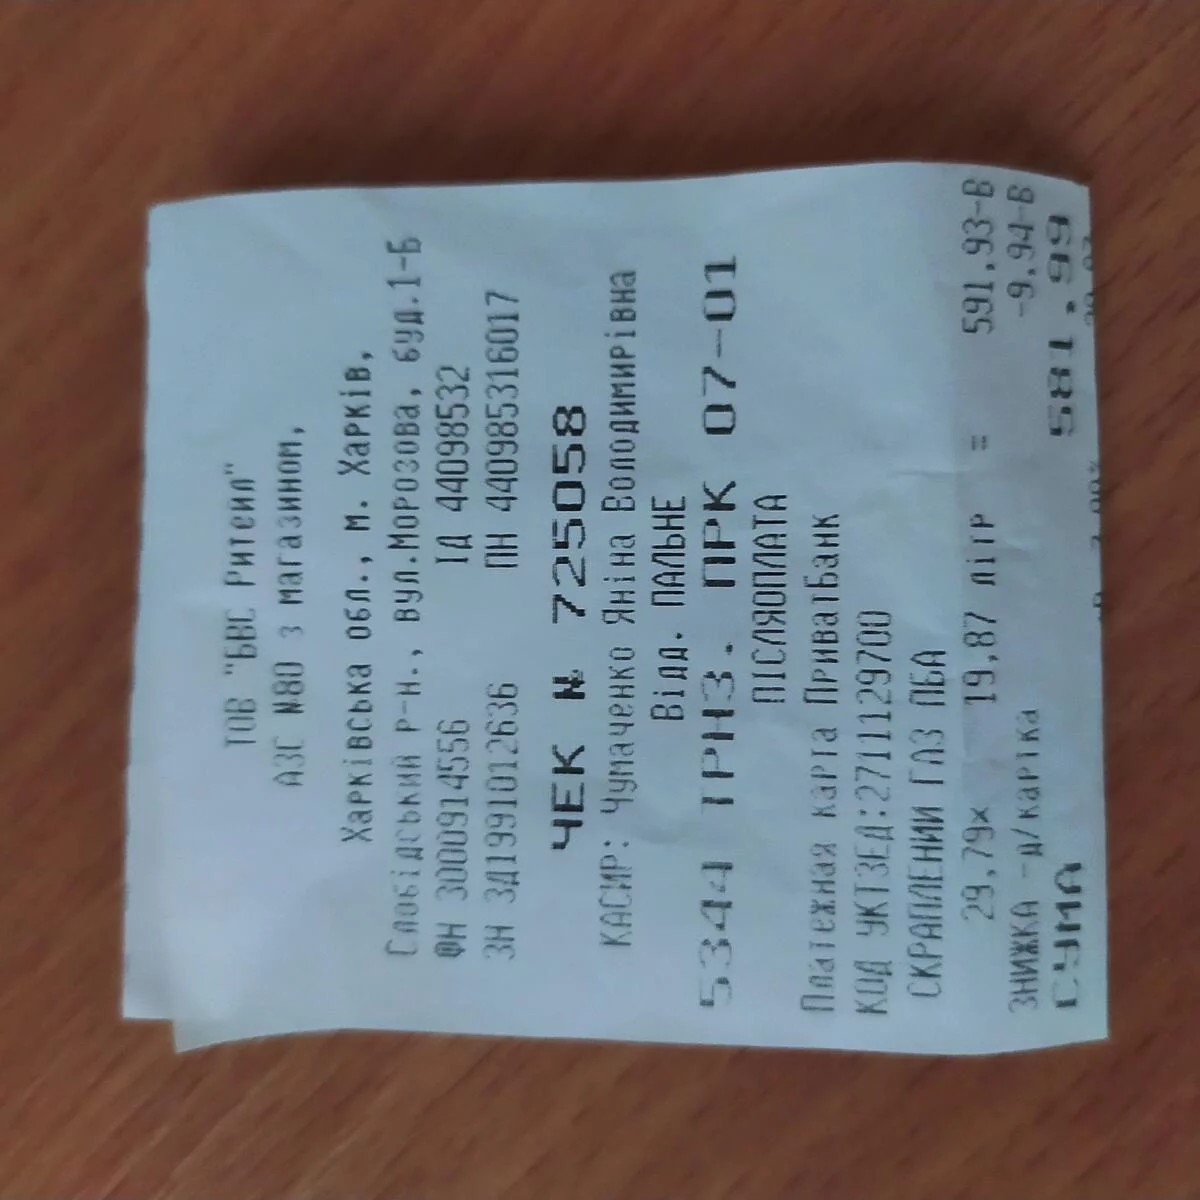 ТОВ "БВС Ритейл"
АЗС №80 з магазином,
Харківська обл., м. Харків,
Слобідський р-н., вул.Морозова, буд.1-Б
ФН 3000914556 ІД 44098532
ЗН ЗД1991012636 ПН 440985316017
ЧЕК № 725058
КАСИР: Чумаченко Яніна Володимирівна
Відд. ПАЛЬНЕ
5344 ТРНЗ. ПРК 07-01
ПІСЛЯОПЛАТА
Платежная карта ПриватБанк
КОД УКТЗЕД:2711129700
СКРАПЛЕНИЙ ГАЗ ПБА
29,79x 19,87 літр = 591,93-В
ЗНИЖКА -д/картка -9,94-В
СУМА 581,99